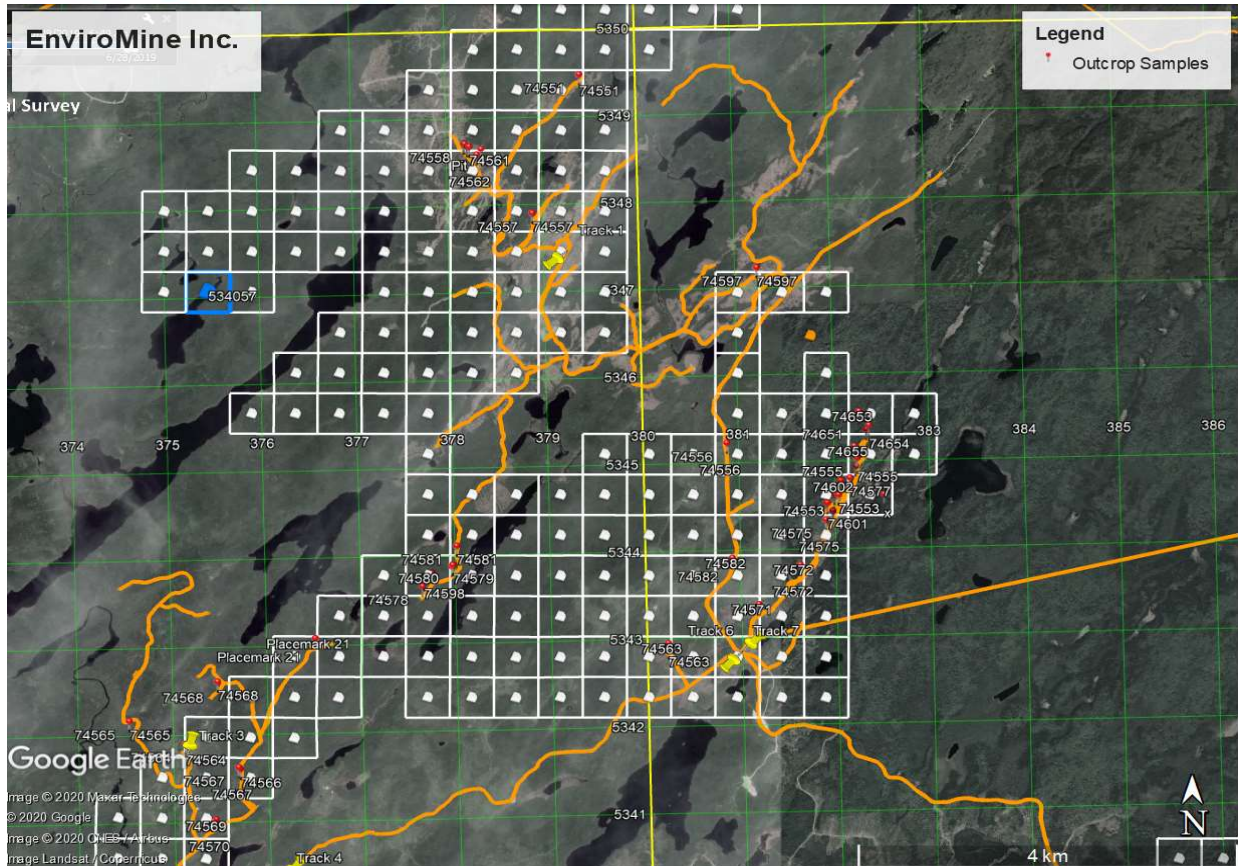 EnviroMine Inc.
6/28/2019
al Survey
Legend
Outcrop Samples
5350
74551 74551
5349
74558 74561
Pit
74562
5348
74557 74557 Track 1
74597 74597
5347
534057
5346
374 375 376 377 378 379 380 381 383 384 385 386
74653
74651 74654
74655
74556
74556
5345
74555 74555
74602 74577
74553 74553
x
74601
74575
74575
5344
74581 74581
74582
74580 74579
74582
74572
74578 74598
74572
74571
5343
Track 6 Track 7
Placemark 21
Placemark 21
74563
74563
74568 74568
5342
74565 74565
Track 3
74564
74567 74566
74567
5341
74569
74570
Track 4
Google Earth
Image © 2020 Maxar Technologies
© 2020 Google
Image © 2020 CNES / Airbus
Image Landsat / Copernicus
N
4 km